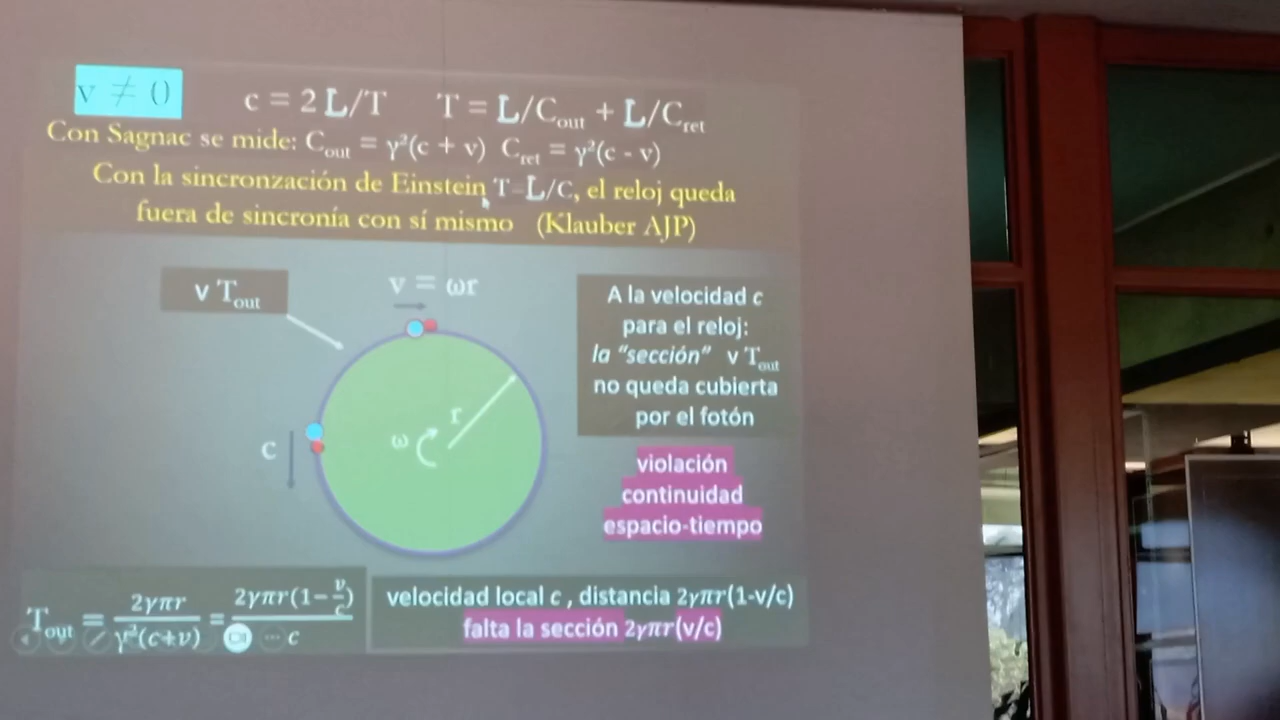 v ≠ 0
c = 2 L/T T = L/C_out + L/C_ret
Con Sagnac se mide: C_out = γ²(c + v) C_ret = γ²(c - v)
Con la sincronzación de Einstein T=L/C, el reloj queda
fuera de sincronía con sí mismo (Klauber AJP)
v T_out
v = ωr
A la velocidad c
para el reloj:
la "sección" v T_out
no queda cubierta
por el fotón
r
ω
c
violación
continuidad
espacio-tiempo
T_out = 2γπr/γ²(c+v) = 2γπr(1-v/c)/c
velocidad local c , distancia 2γπr(1-v/c)
falta la sección 2γπr(v/c)